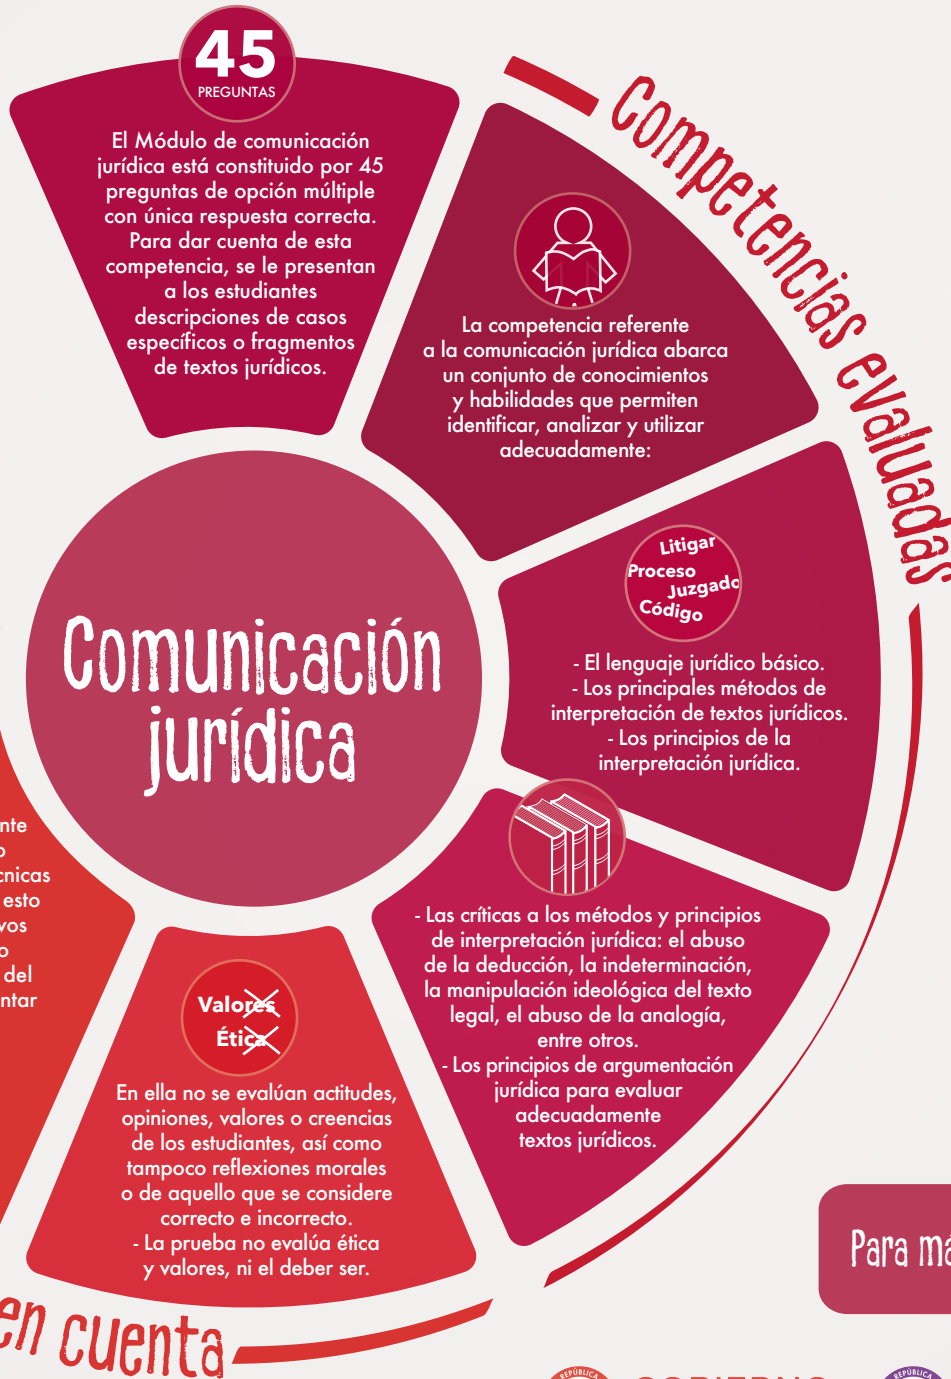 45
PREGUNTAS
El Módulo de comunicación
jurídica está constituido por 45
preguntas de opción múltiple
con única respuesta correcta.
Para dar cuenta de esta
competencia, se le presentan
a los estudiantes
descripciones de casos
específicos o fragmentos
de textos jurídicos.
Competencias evaluadas
La competencia referente
a la comunicación jurídica abarca
un conjunto de conocimientos
y habilidades que permiten
identificar, analizar y utilizar
adecuadamente:
Litigar
Proceso
Juzgado
Código
- El lenguaje jurídico básico.
- Los principales métodos de
interpretación de textos jurídicos.
- Los principios de la
interpretación jurídica.
Comunicación
jurídica
- Las críticas a los métodos y principios
de interpretación jurídica: el abuso
de la deducción, la indeterminación,
la manipulación ideológica del texto
legal, el abuso de la analogía,
entre otros.
- Los principios de argumentación
jurídica para evaluar
adecuadamente
textos jurídicos.
Valores
Ética
En ella no se evalúan actitudes,
opiniones, valores o creencias
de los estudiantes, así como
tampoco reflexiones morales
o de aquello que se considere
correcto e incorrecto.
- La prueba no evalúa ética
y valores, ni el deber ser.
esto
del
en cuenta
Para
REPÚBLICA
GOBIERNO
REPÚBLICA